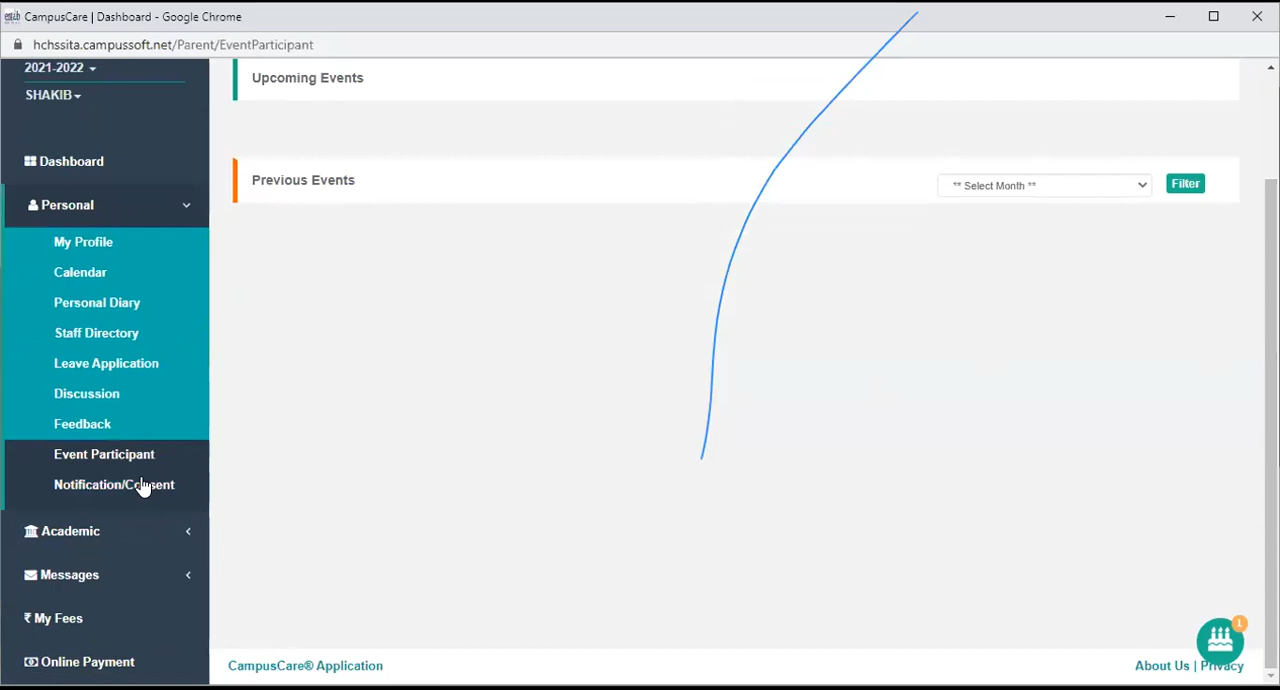 CampusCare | Dashboard - Google Chrome
hchssita.campussoft.net/Parent/EventParticipant
2021-2022
SHAKIB
Dashboard
Personal
My Profile
Calendar
Personal Diary
Staff Directory
Leave Application
Discussion
Feedback
Event Participant
Notification/Consent
Academic
Messages
₹ My Fees
Online Payment
Upcoming Events
Previous Events
** Select Month **
Filter
1
CampusCare® Application
About Us | Privacy